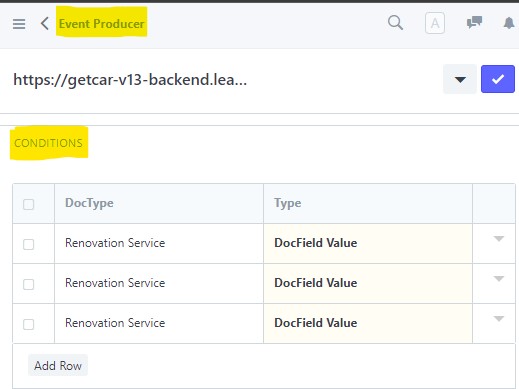 Event Producer
A
https://getcar-v13-backend.lea...
CONDITIONS
DocType Type
Renovation Service DocField Value
Renovation Service DocField Value
Renovation Service DocField Value
Add Row